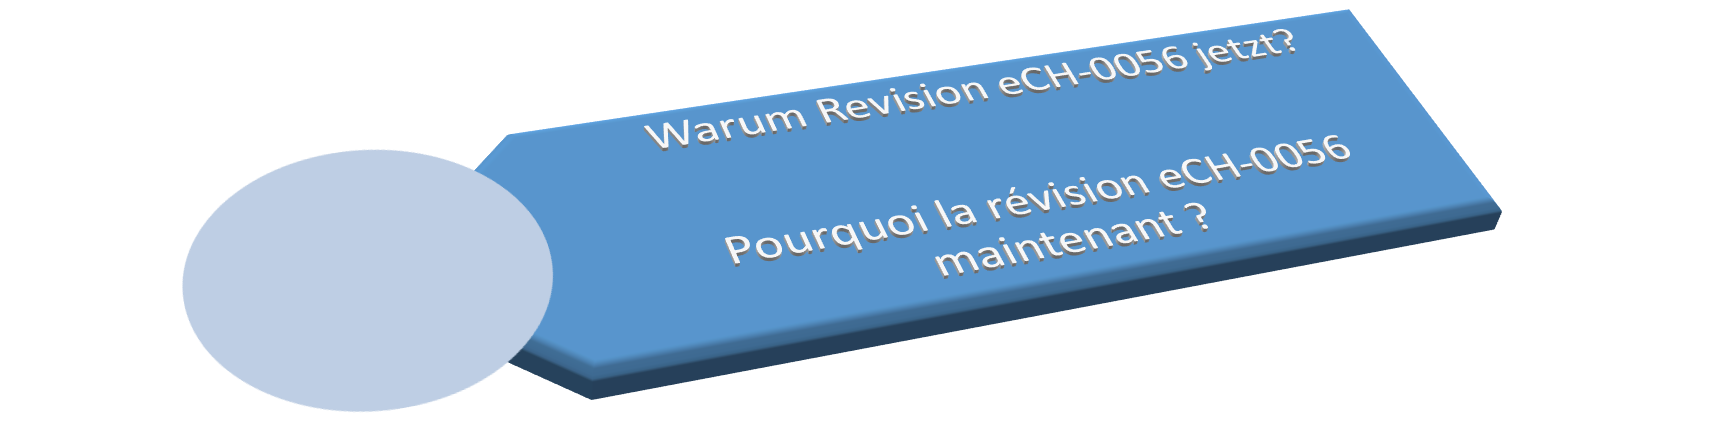 Warum Revision eCH-0056 jetzt?
Pourquoi la révision eCH-0056
maintenant ?